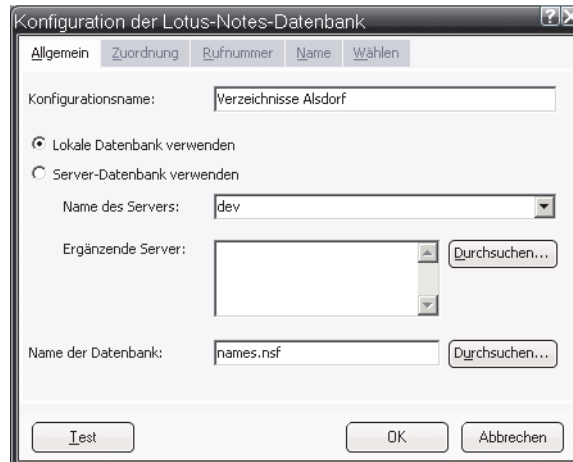 Konfiguration der Lotus-Notes-Datenbank
Allgemein Zuordnung Rufnummer Name Wählen
Konfigurationsname: Verzeichnisse Alsdorf
Lokale Datenbank verwenden
Server-Datenbank verwenden
Name des Servers: dev
Ergänzende Server: Durchsuchen...
Name der Datenbank: names.nsf Durchsuchen...
Test OK Abbrechen